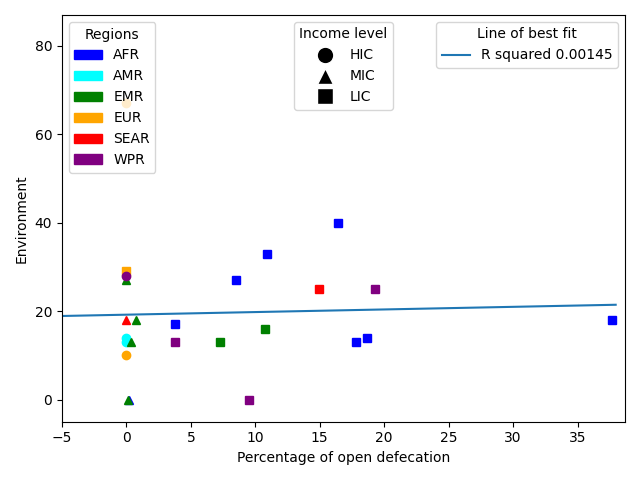 Regions
AFR
AMR
EMR
EUR
SEAR
WPR
Income level
HIC
MIC
LIC
Line of best fit
R squared 0.00145
Environment
80
60
40
20
0
−5
0
5
10
15
20
25
30
35
Percentage of open defecation